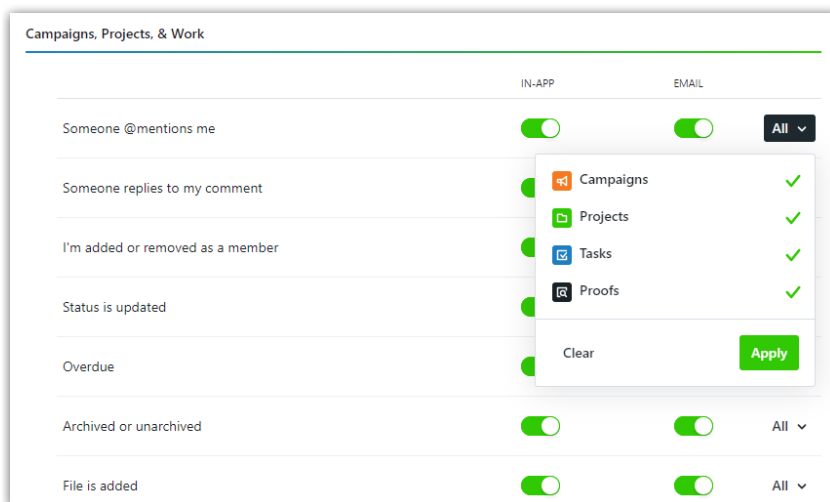 Campaigns, Projects, & Work
IN-APP EMAIL
Someone @mentions me All
Someone replies to my comment
I'm added or removed as a member
Status is updated
Overdue
Campaigns
Projects
Tasks
Proofs
Clear Apply
Archived or unarchived All
File is added All